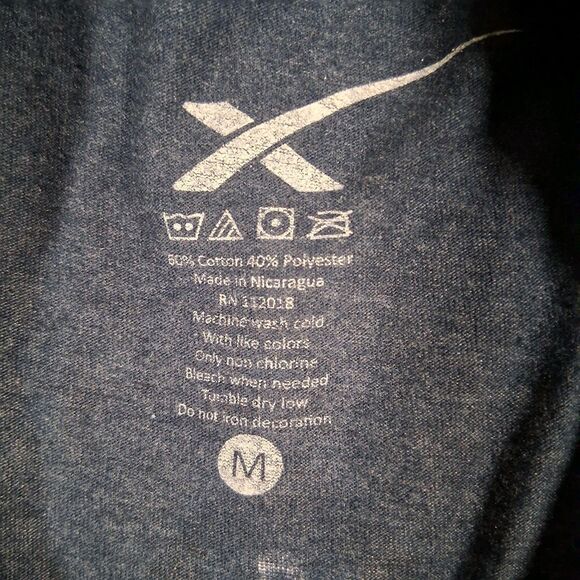 60% Cotton 40% Polyester
Made in Nicaragua
RN 112018
Machine wash cold
With like colors
Only non chlorine
Bleach when needed
Tumble dry low
Do not iron decoration
M